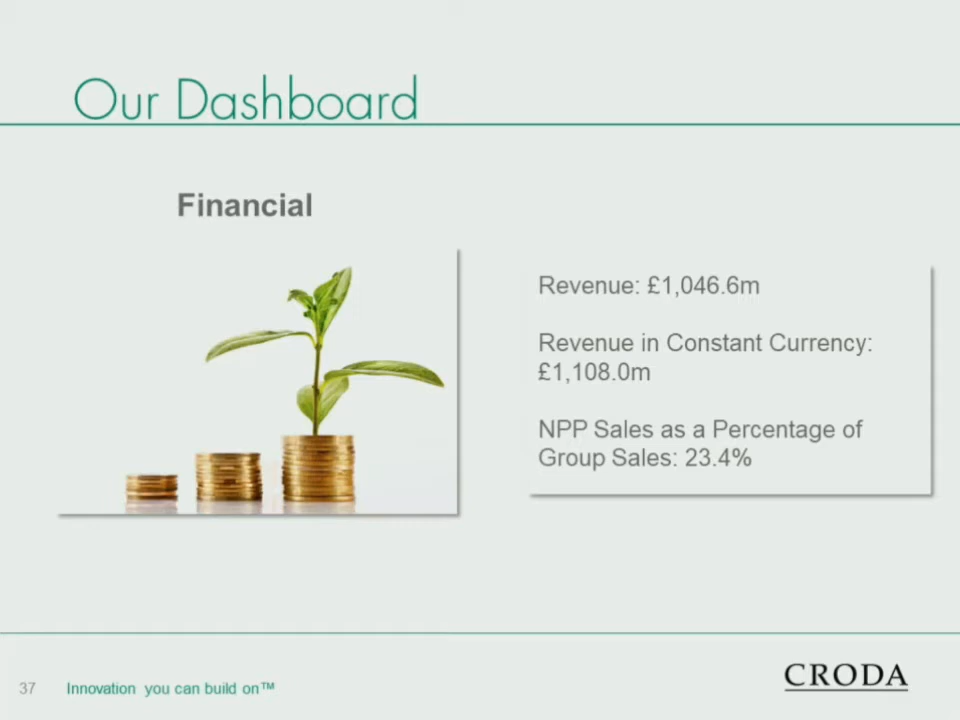 Our Dashboard
Financial
Revenue: £1,046.6m
Revenue in Constant Currency:
£1,108.0m
NPP Sales as a Percentage of
Group Sales: 23.4%
37
Innovation you can build on™
CRODA